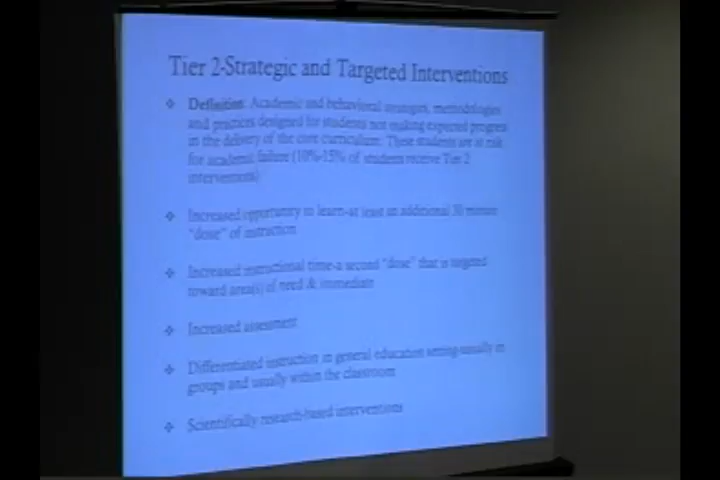 Tier 2-Strategic and Targeted Interventions
Definition: Academic and behavioral strategies, methodologies
and practices designed for students not making expected progress
in the delivery of the core curriculum. These students are at risk
for academic failure (10%-15% of students receive Tier 2
interventions)
Increased opportunity to learn-at least an additional 30 minute
"dose" of instruction
Increased instructional time-a second "dose" that is targeted
toward area(s) of need & immediate
Increased assessment
Differentiated instruction in general education setting-usually in
groups and usually within the classroom
Scientifically research-based interventions